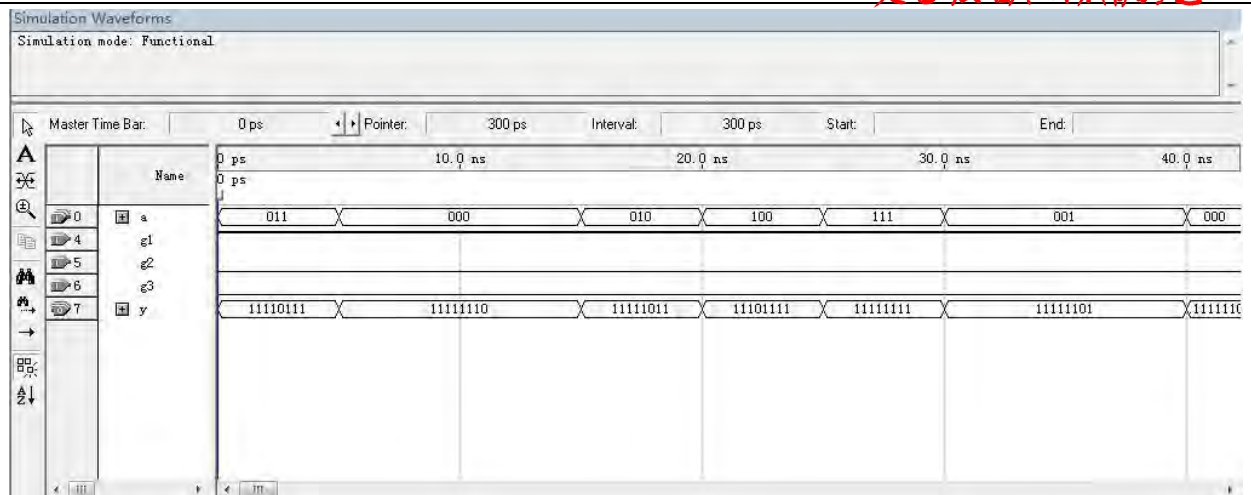 Simulation Waveforms
Simulation mode: Functional
Master Time Bar: 0 ps Pointer: 300 ps Interval: 300 ps Start: End:
Name
0 ps 10.0 ns 20.0 ns 30.0 ns 40.0 ns
0 ps
0 a 011 000 010 100 111 001 000
4 g1
5 g2
6 g3
7 y 11110111 11111110 11111011 11101111 11111111 11111101 1111110